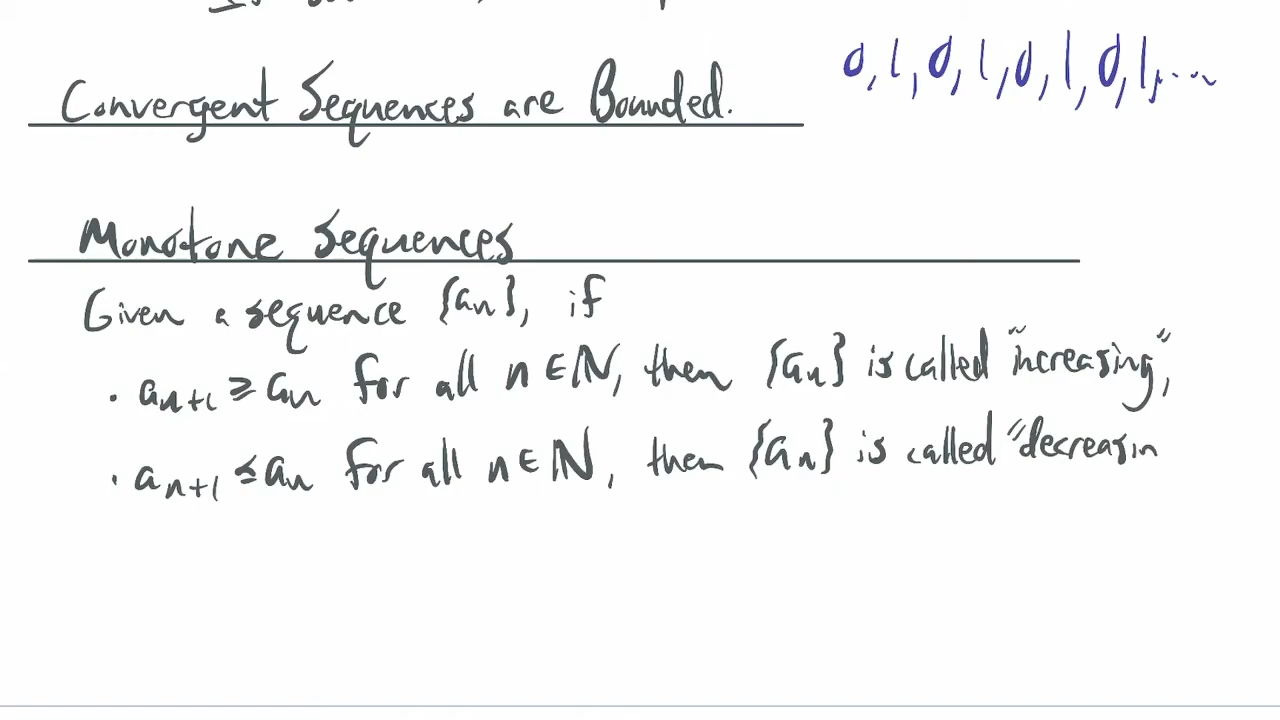 0, 1, 0, 1, 0, 1, 0, 1, ...
Convergent Sequences are Bounded.
Monotone Sequences
Given a sequence {aₙ}, if
· aₙ₊₁ ≥ aₙ for all n ∈ ℕ, then {aₙ} is called "increasing",
· aₙ₊₁ ≤ aₙ for all n ∈ ℕ, then {aₙ} is called "decreasin